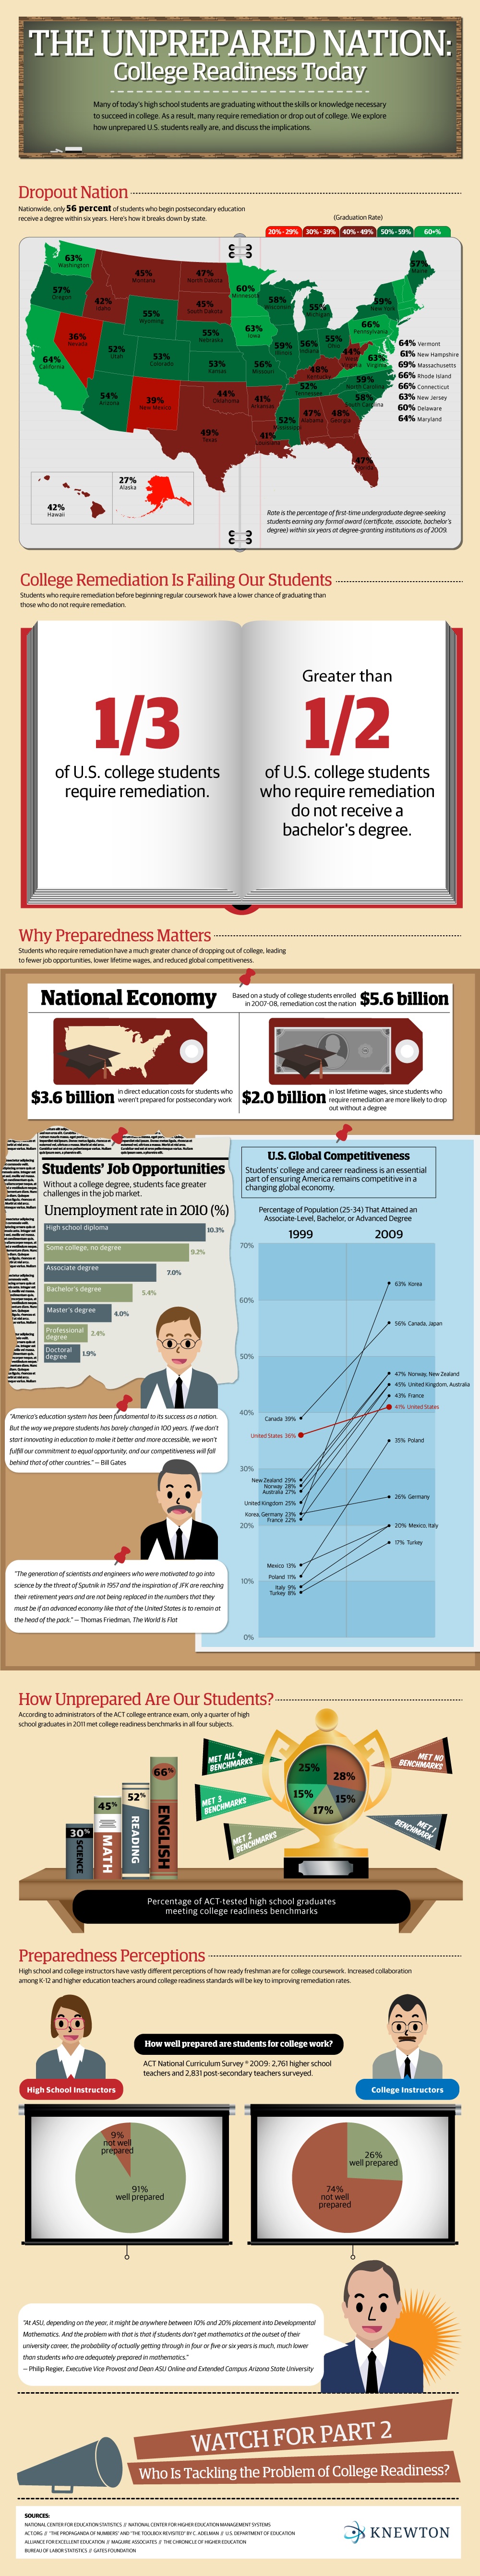 THE UNPREPARED NATION:
College Readiness Today
Many of today's high school students are graduating without the skills or knowledge necessary
to succeed in college. As a result, many require remediation or drop out of college. We explore
how unprepared U.S. students really are, and discuss the implications.
Dropout Nation
Nationwide, only 56 percent of students who begin postsecondary education
receive a degree within six years. Here's how it breaks down by state.
(Graduation Rate)
20% - 29%
30% - 39%
40% - 49%
50% - 59%
60+%
63%
Washington
57%
Oregon
64%
California
36%
Nevada
42%
Idaho
45%
Montana
55%
Wyoming
52%
Utah
53%
Colorado
54%
Arizona
39%
New Mexico
47%
North Dakota
45%
South Dakota
55%
Nebraska
53%
Kansas
44%
Oklahoma
49%
Texas
60%
Minnesota
63%
Iowa
56%
Missouri
41%
Arkansas
41%
Louisiana
58%
Wisconsin
59%
Illinois
55%
Michigan
56%
Indiana
55%
Ohio
48%
Kentucky
52%
Tennessee
52%
Mississippi
47%
Alabama
48%
Georgia
47%
Florida
58%
South Carolina
59%
North Carolina
44%
West
Virginia
63%
Virginia
66%
Pennsylvania
59%
New York
57%
Maine
64% Vermont
61% New Hampshire
69% Massachusetts
66% Rhode Island
66% Connecticut
63% New Jersey
60% Delaware
64% Maryland
42%
Hawaii
27%
Alaska
Rate is the percentage of first-time undergraduate degree-seeking
students earning any formal award (certificate, associate, bachelor's
degree) within six years at degree-granting institutions as of 2009.
College Remediation Is Failing Our Students
Students who require remediation before beginning regular coursework have a lower chance of graduating than
those who do not require remediation.
1/3
of U.S. college students
require remediation.
Greater than
1/2
of U.S. college students
who require remediation
do not receive a
bachelor's degree.
Why Preparedness Matters
Students who require remediation have a much greater chance of dropping out of college, leading
to fewer job opportunities, lower lifetime wages, and reduced global competitiveness.
National Economy
Based on a study of college students enrolled
in 2007-08, remediation cost the nation
$5.6 billion
$3.6 billion
in direct education costs for students who
weren't prepared for postsecondary work
$2.0 billion
in lost lifetime wages, since students who
require remediation are more likely to drop
out without a degree
Students' Job Opportunities
Without a college degree, students face greater
challenges in the job market.
Unemployment rate in 2010 (%)
High school diploma 10.3%
Some college, no degree 9.2%
Associate degree 7.0%
Bachelor's degree 5.4%
Master's degree 4.0%
Professional
degree 2.4%
Doctoral
degree 1.9%
"America's education system has been fundamental to its success as a nation.
But the way we prepare students has barely changed in 100 years. If we don't
start innovating in education to make it better and more accessible, we won't
fulfill our commitment to equal opportunity, and our competitiveness will fall
behind that of other countries." — Bill Gates
"The generation of scientists and engineers who were motivated to go into
science by the threat of Sputnik in 1957 and the inspiration of JFK are reaching
their retirement years and are not being replaced in the numbers that they
must be if an advanced economy like that of the United States is to remain at
the head of the pack." — Thomas Friedman, The World Is Flat
U.S. Global Competitiveness
Students' college and career readiness is an essential
part of ensuring America remains competitive in a
changing global economy.
Percentage of Population (25-34) That Attained an
Associate-Level, Bachelor, or Advanced Degree
1999 2009
70%
60%
50%
40%
30%
20%
10%
0%
Canada 39%
United States 36%
New Zealand 29%
Norway 28%
Australia 27%
United Kingdom 25%
Korea, Germany 23%
France 22%
Mexico 13%
Poland 11%
Italy 9%
Turkey 8%
63% Korea
56% Canada, Japan
47% Norway, New Zealand
45% United Kingdom, Australia
43% France
41% United States
35% Poland
26% Germany
20% Mexico, Italy
17% Turkey
How Unprepared Are Our Students?
According to administrators of the ACT college entrance exam, only a quarter of high
school graduates in 2011 met college readiness benchmarks in all four subjects.
30%
SCIENCE
45%
MATH
52%
READING
66%
ENGLISH
MET ALL 4
BENCHMARKS
MET 3
BENCHMARKS
MET 2
BENCHMARKS
MET NO
BENCHMARKS
MET 1
BENCHMARK
25%
28%
15%
15%
17%
Percentage of ACT-tested high school graduates
meeting college readiness benchmarks
Preparedness Perceptions
High school and college instructors have vastly different perceptions of how ready freshman are for college coursework. Increased collaboration
among K-12 and higher education teachers around college readiness standards will be key to improving remediation rates.
How well prepared are students for college work?
ACT National Curriculum Survey ® 2009: 2,761 higher school
teachers and 2,831 post-secondary teachers surveyed.
High School Instructors
College Instructors
9%
not well
prepared
91%
well prepared
26%
well prepared
74%
not well
prepared
"At ASU, depending on the year, it might be anywhere between 10% and 20% placement into Developmental
Mathematics. And the problem with that is that if students don't get mathematics at the outset of their
university career, the probability of actually getting through in four or five or six years is much, much lower
than students who are adequately prepared in mathematics."
— Philip Regier, Executive Vice Provost and Dean ASU Online and Extended Campus Arizona State University
WATCH FOR PART 2
Who Is Tackling the Problem of College Readiness?
SOURCES:
NATIONAL CENTER FOR EDUCATION STATISTICS // NATIONAL CENTER FOR HIGHER EDUCATION MANAGEMENT SYSTEMS
ACT.ORG // "THE PROPAGANDA OF NUMBERS" AND "THE TOOLBOX REVISITED" BY C. ADELMAN // U.S. DEPARTMENT OF EDUCATION
ALLIANCE FOR EXCELLENT EDUCATION // MAGUIRE ASSOCIATES // THE CHRONICLE OF HIGHER EDUCATION
BUREAU OF LABOR STATISTICS // GATES FOUNDATION
KNEWTON